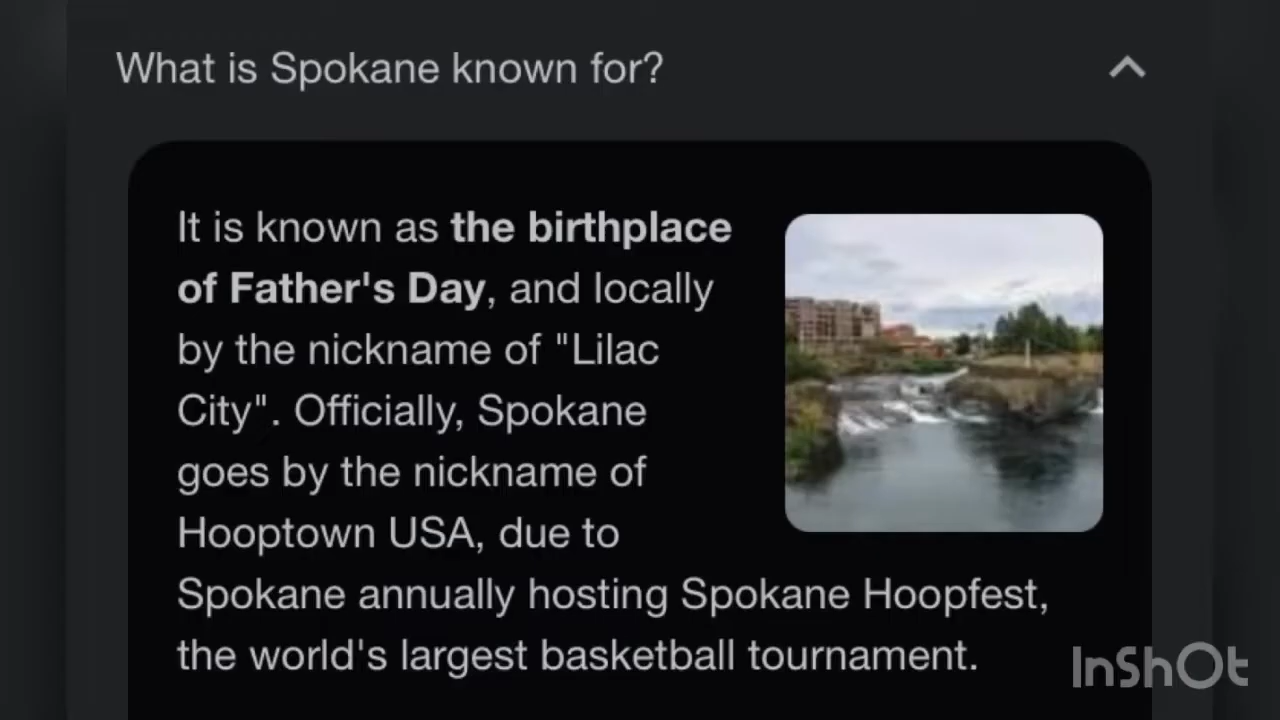 What is Spokane known for?
It is known as the birthplace
of Father's Day, and locally
by the nickname of "Lilac
City". Officially, Spokane
goes by the nickname of
Hooptown USA, due to
Spokane annually hosting Spokane Hoopfest,
the world's largest basketball tournament.
InShOt